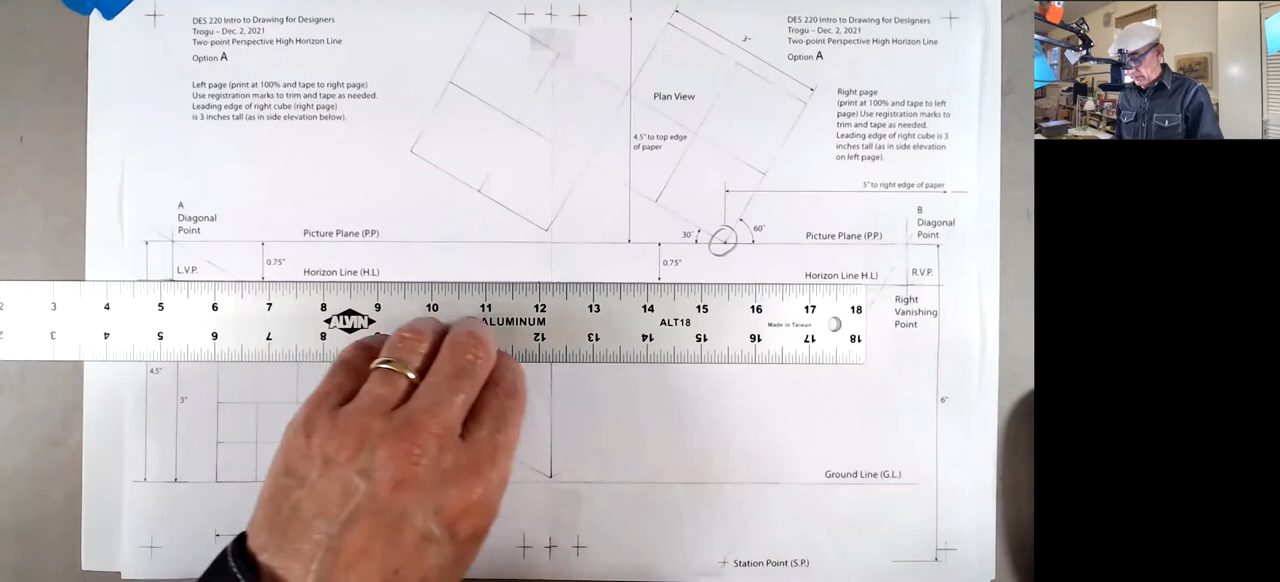 DES 220 Intro to Drawing for Designers
Trogu – Dec. 2, 2021
Two-point Perspective High Horizon Line
Option A
Left page (print at 100% and tape to right page)
Use registration marks to trim and tape as needed.
Leading edge of right cube (right page)
is 3 inches tall (as in side elevation below).
DES 220 Intro to Drawing for Designers
Trogu – Dec. 2, 2021
Two-point Perspective High Horizon Line
Option A
Right page
(print at 100% and tape to left
page) Use registration marks to
trim and tape as needed.
Leading edge of right cube is 3
inches tall (as in side elevation
on left page).
3"
Plan View
4.5" to top edge
of paper
5" to right edge of paper
A
Diagonal
Point
Picture Plane (P.P.)
30°
60°
Picture Plane (P.P.)
B
Diagonal
Point
L.V.P.
0.75"
Horizon Line (H.L)
0.75"
Horizon Line H.L)
R.V.P.
Right
Vanishing
Point
2 3 4 5 6 7 8 9 10 11 12 13 14 15 16 17 18
ALVIN ALUMINUM ALT18 Made in Taiwan
4.5"
3"
6"
Ground Line (G.L.)
Station Point (S.P.)